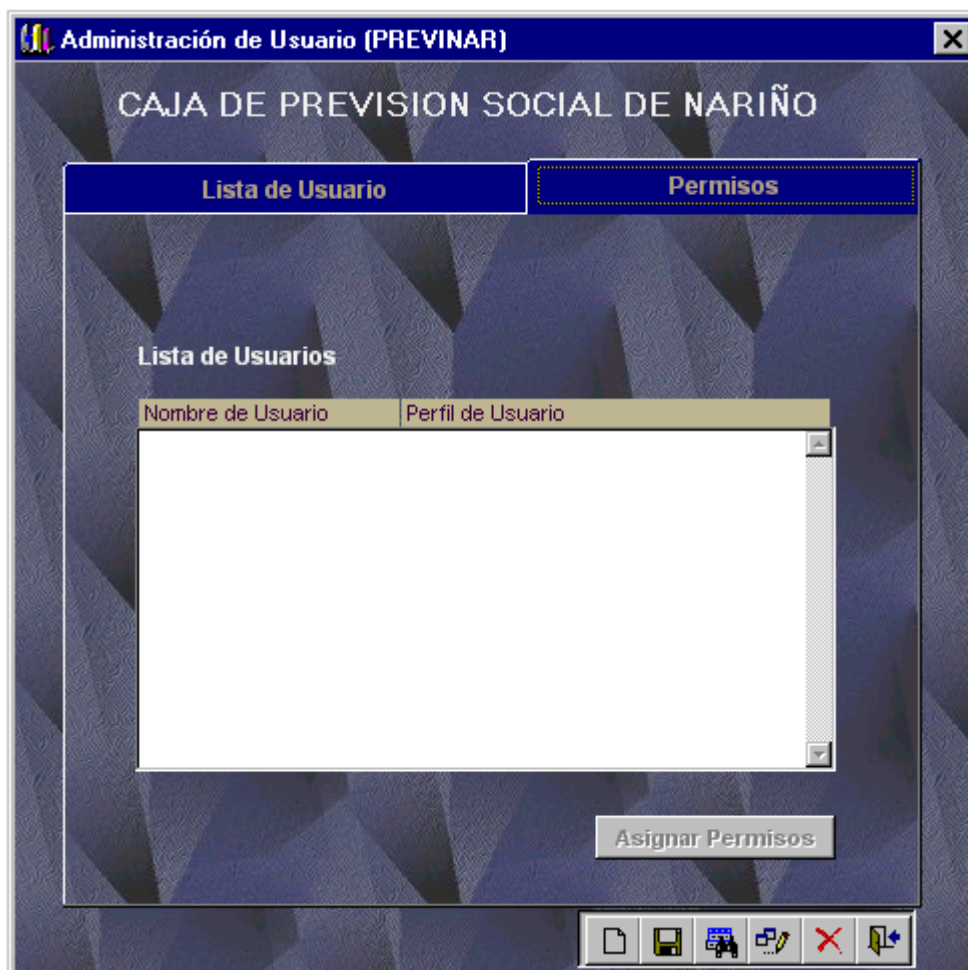 Administración de Usuario (PREVINAR)
CAJA DE PREVISION SOCIAL DE NARIÑO
Lista de Usuario
Permisos
Lista de Usuarios
Nombre de Usuario
Perfil de Usuario
Asignar Permisos